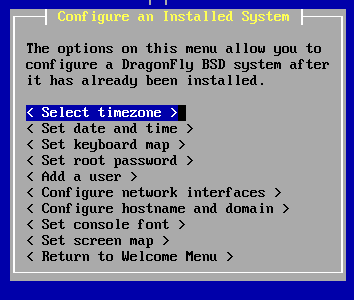 Configure an Installed System
The options on this menu allow you to
configure a DragonFly BSD system after
it has already been installed.
< Select timezone >
< Set date and time >
< Set keyboard map >
< Set root password >
< Add a user >
< Configure network interfaces >
< Configure hostname and domain >
< Set console font >
< Set screen map >
< Return to Welcome Menu >